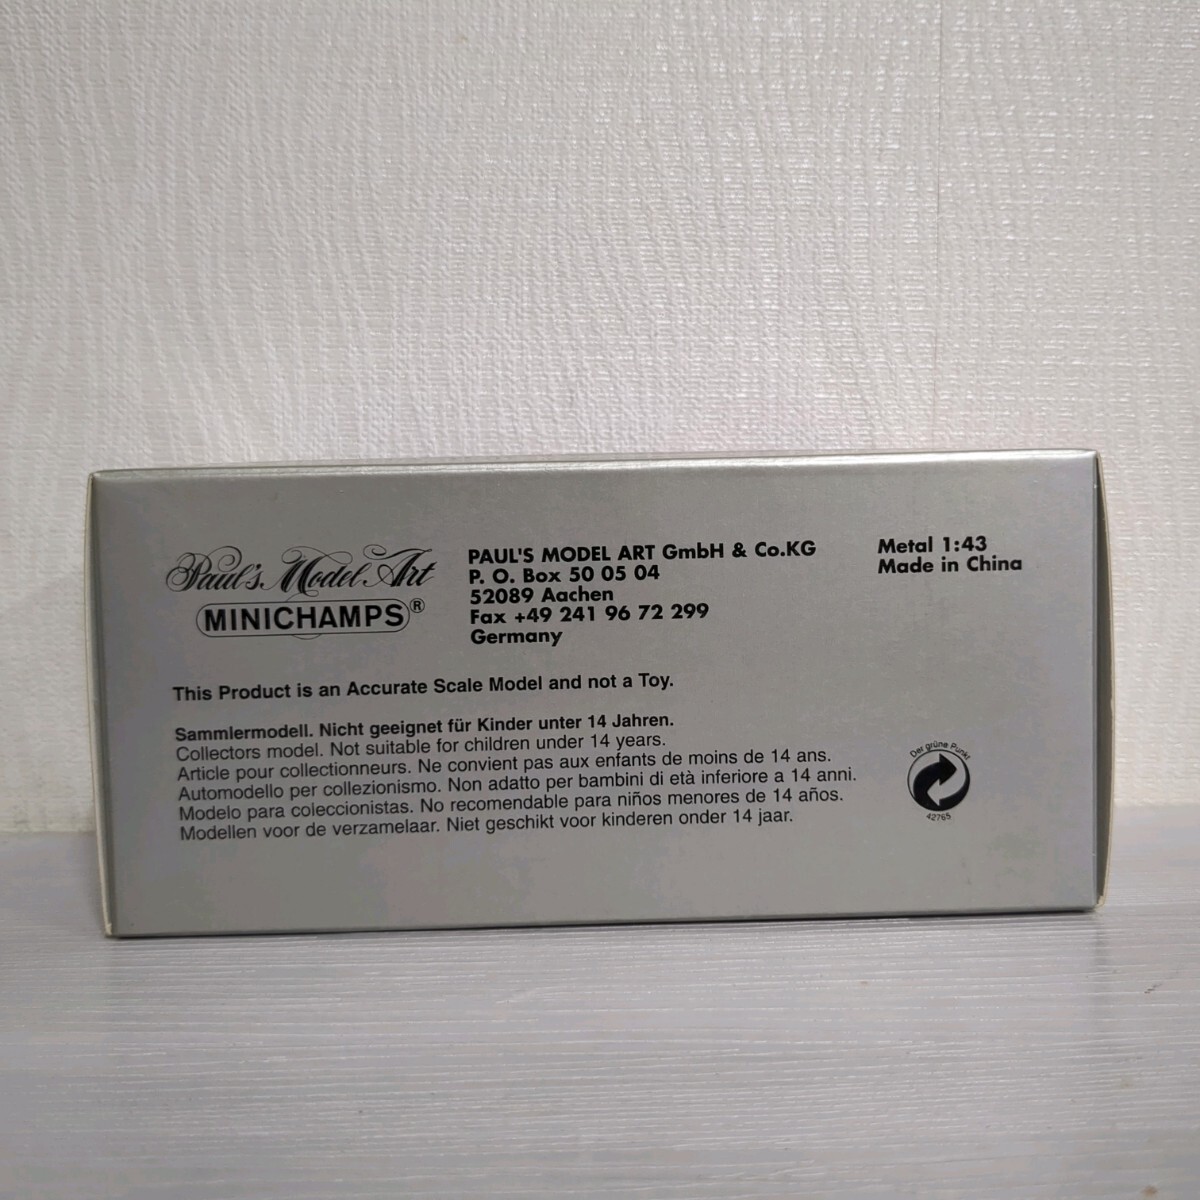 Paul's Model Art
MINICHAMPS®
PAUL'S MODEL ART GmbH & Co.KG
P. O. Box 50 05 04
52089 Aachen
Fax +49 241 96 72 299
Germany
Metal 1:43
Made in China
This Product is an Accurate Scale Model and not a Toy.
Sammlermodell. Nicht geeignet für Kinder unter 14 Jahren.
Collectors model. Not suitable for children under 14 years.
Article pour collectionneurs. Ne convient pas aux enfants de moins de 14 ans.
Automodello per collezionismo. Non adatto per bambini di età inferiore a 14 anni.
Modelo para coleccionistas. No recomendable para niños menores de 14 años.
Modellen voor de verzamelaar. Niet geschikt voor kinderen onder 14 jaar.
Der grüne Punkt
42765